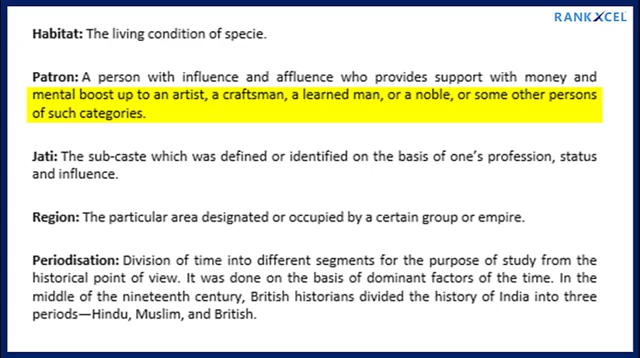 RANKXCEL
Habitat: The living condition of specie.
Patron: A person with influence and affluence who provides support with money and
mental boost up to an artist, a craftsman, a learned man, or a noble, or some other persons
of such categories.
Jati: The sub-caste which was defined or identified on the basis of one's profession, status
and influence.
Region: The particular area designated or occupied by a certain group or empire.
Periodisation: Division of time into different segments for the purpose of study from the
historical point of view. It was done on the basis of dominant factors of the time. In the
middle of the nineteenth century, British historians divided the history of India into three
periods—Hindu, Muslim, and British.